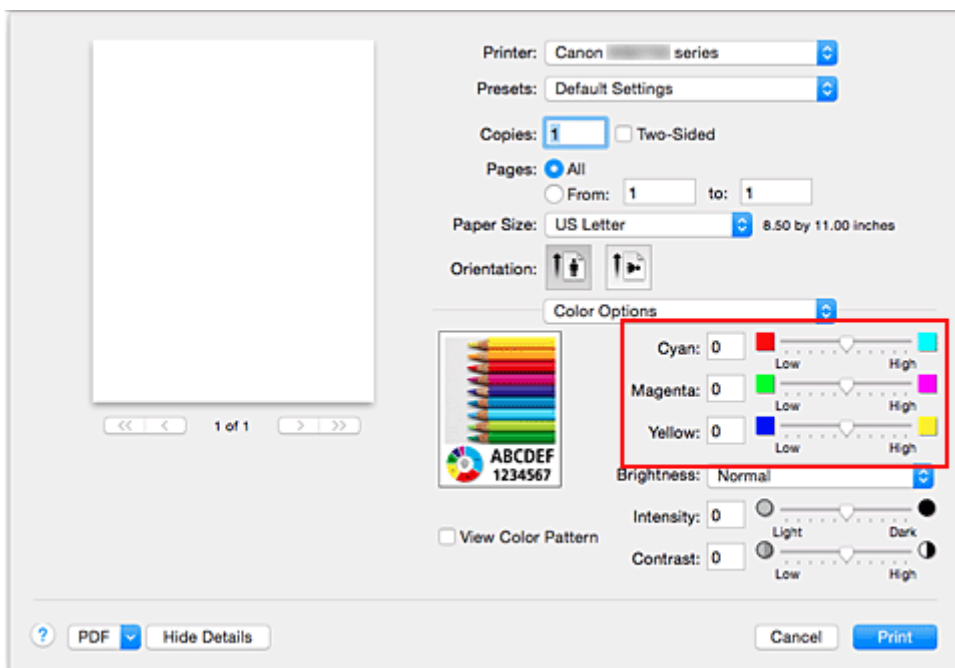 Printer: Canon series
Presets: Default Settings
Copies: 1 Two-Sided
Pages: All
From: 1 to: 1
Paper Size: US Letter 8.50 by 11.00 inches
Orientation:
Color Options
Cyan: 0
Low High
Magenta: 0
Low High
Yellow: 0
Low High
ABCDEF
1234567
1 of 1
Brightness: Normal
Intensity: 0
Light Dark
View Color Pattern
Contrast: 0
Low High
? PDF Hide Details Cancel Print